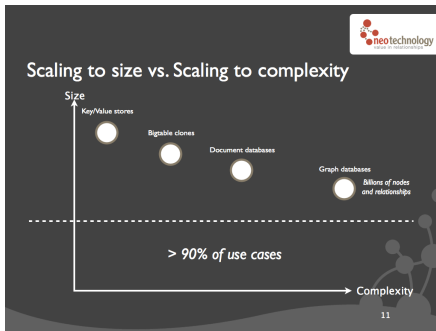 neotechnology
value in relationships
Scaling to size vs. Scaling to complexity
Size
Key/Value stores
Bigtable clones
Document databases
Graph databases
Billions of nodes
and relationships
> 90% of use cases
Complexity
11